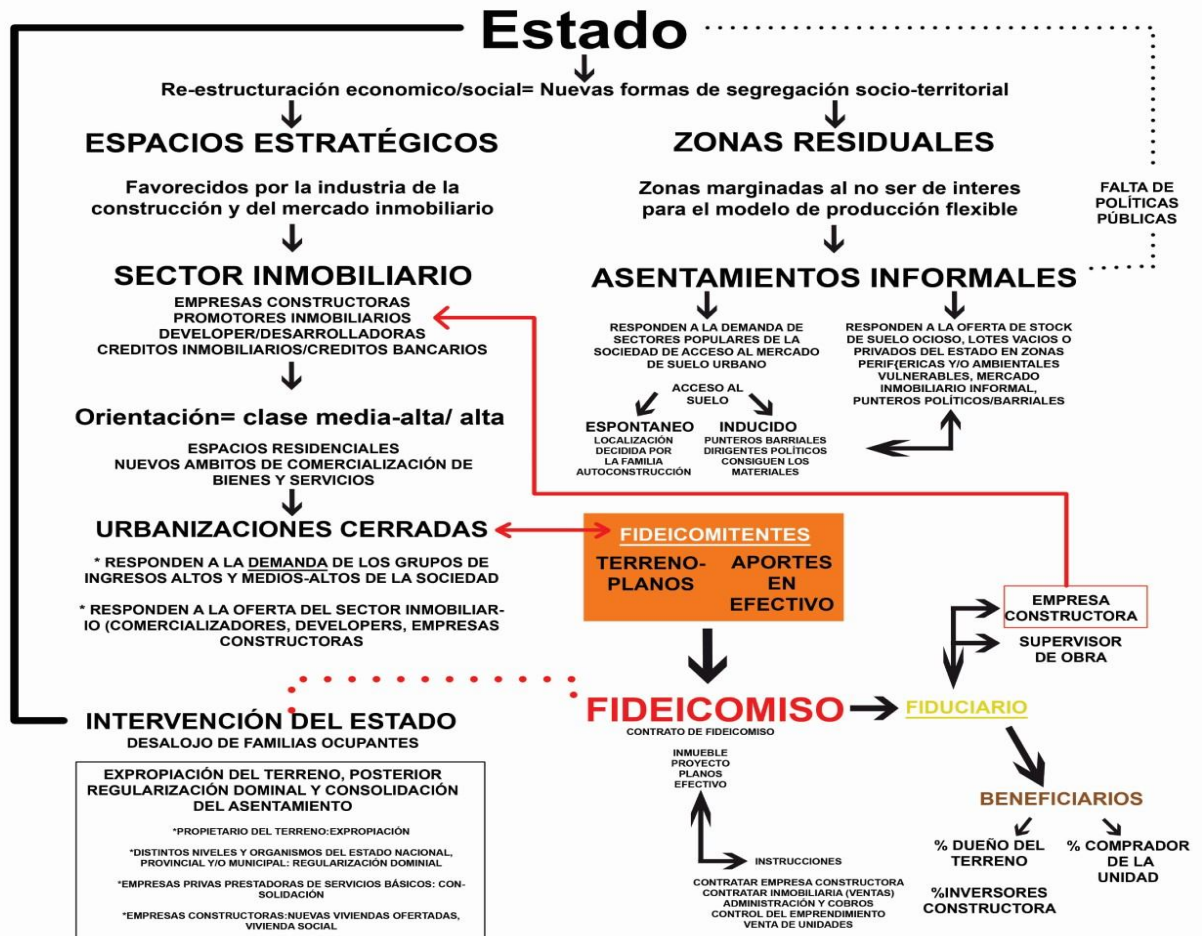 Estado
Re-estructuración economico/social= Nuevas formas de segregación socio-territorial
ESPACIOS ESTRATÉGICOS
Favorecidos por la industria de la
construcción y del mercado inmobiliario
SECTOR INMOBILIARIO
EMPRESAS CONSTRUCTORAS
PROMOTORES INMOBILIARIOS
DEVELOPER/DESARROLLADORAS
CREDITOS INMOBILIARIOS/CREDITOS BANCARIOS
Orientación= clase media-alta/ alta
ESPACIOS RESIDENCIALES
NUEVOS AMBITOS DE COMERCIALIZACIÓN DE
BIENES Y SERVICIOS
URBANIZACIONES CERRADAS
* RESPONDEN A LA DEMANDA DE LOS GRUPOS DE
INGRESOS ALTOS Y MEDIOS-ALTOS DE LA SOCIEDAD
* RESPONDEN A LA OFERTA DEL SECTOR INMOBILIAR-
IO (COMERCIALIZADORES, DEVELOPERS, EMPRESAS
CONSTRUCTORAS
ZONAS RESIDUALES
Zonas marginadas al no ser de interes
para el modelo de producción flexible
FALTA DE
POLÍTICAS
PÚBLICAS
ASENTAMIENTOS INFORMALES
RESPONDEN A LA DEMANDA DE
SECTORES POPULARES DE LA
SOCIEDAD DE ACCESO AL MERCADO
DE SUELO URBANO
RESPONDEN A LA OFERTA DE STOCK
DE SUELO OCIOSO, LOTES VACIOS O
PRIVADOS DEL ESTADO EN ZONAS
PERIF{ERICAS Y/O AMBIENTALES
VULNERABLES, MERCADO
INMOBILIARIO INFORMAL,
PUNTEROS POLÍTICOS/BARRIALES
ACCESO AL
SUELO
ESPONTANEO
LOCALIZACIÓN
DECIDIDA POR
LA FAMILIA
AUTOCONSTRUCCIÓN
INDUCIDO
PUNTEROS BARRIALES
DIRIGENTES POLÍTICOS
CONSIGUEN LOS
MATERIALES
FIDEICOMITENTES
TERRENO-
PLANOS
APORTES
EN
EFECTIVO
EMPRESA
CONSTRUCTORA
SUPERVISOR
DE OBRA
INTERVENCIÓN DEL ESTADO
DESALOJO DE FAMILIAS OCUPANTES
EXPROPIACIÓN DEL TERRENO, POSTERIOR
REGULARIZACIÓN DOMINAL Y CONSOLIDACIÓN
DEL ASENTAMIENTO
*PROPIETARIO DEL TERRENO:EXPROPIACIÓN
*DISTINTOS NIVELES Y ORGANISMOS DEL ESTADO NACIONAL,
PROVINCIAL Y/O MUNICIPAL: REGULARIZACIÓN DOMINIAL
*EMPRESAS PRIVAS PRESTADORAS DE SERVICIOS BÁSICOS: CON-
SOLIDACIÓN
*EMPRESAS CONSTRUCTORAS:NUEVAS VIVIENDAS OFERTADAS,
VIVIENDA SOCIAL
FIDEICOMISO
CONTRATO DE FIDEICOMISO
INMUEBLE
PROYECTO
PLANOS
EFECTIVO
INSTRUCCIONES
CONTRATAR EMPRESA CONSTRUCTORA
CONTRATAR INMOBILIARIA (VENTAS)
ADMINISTRACIÓN Y COBROS
CONTROL DEL EMPRENDIMIENTO
VENTA DE UNIDADES
FIDUCIARIO
BENEFICIARIOS
% DUEÑO DEL
TERRENO
%INVERSORES
CONSTRUCTORA
% COMPRADOR
DE LA
UNIDAD